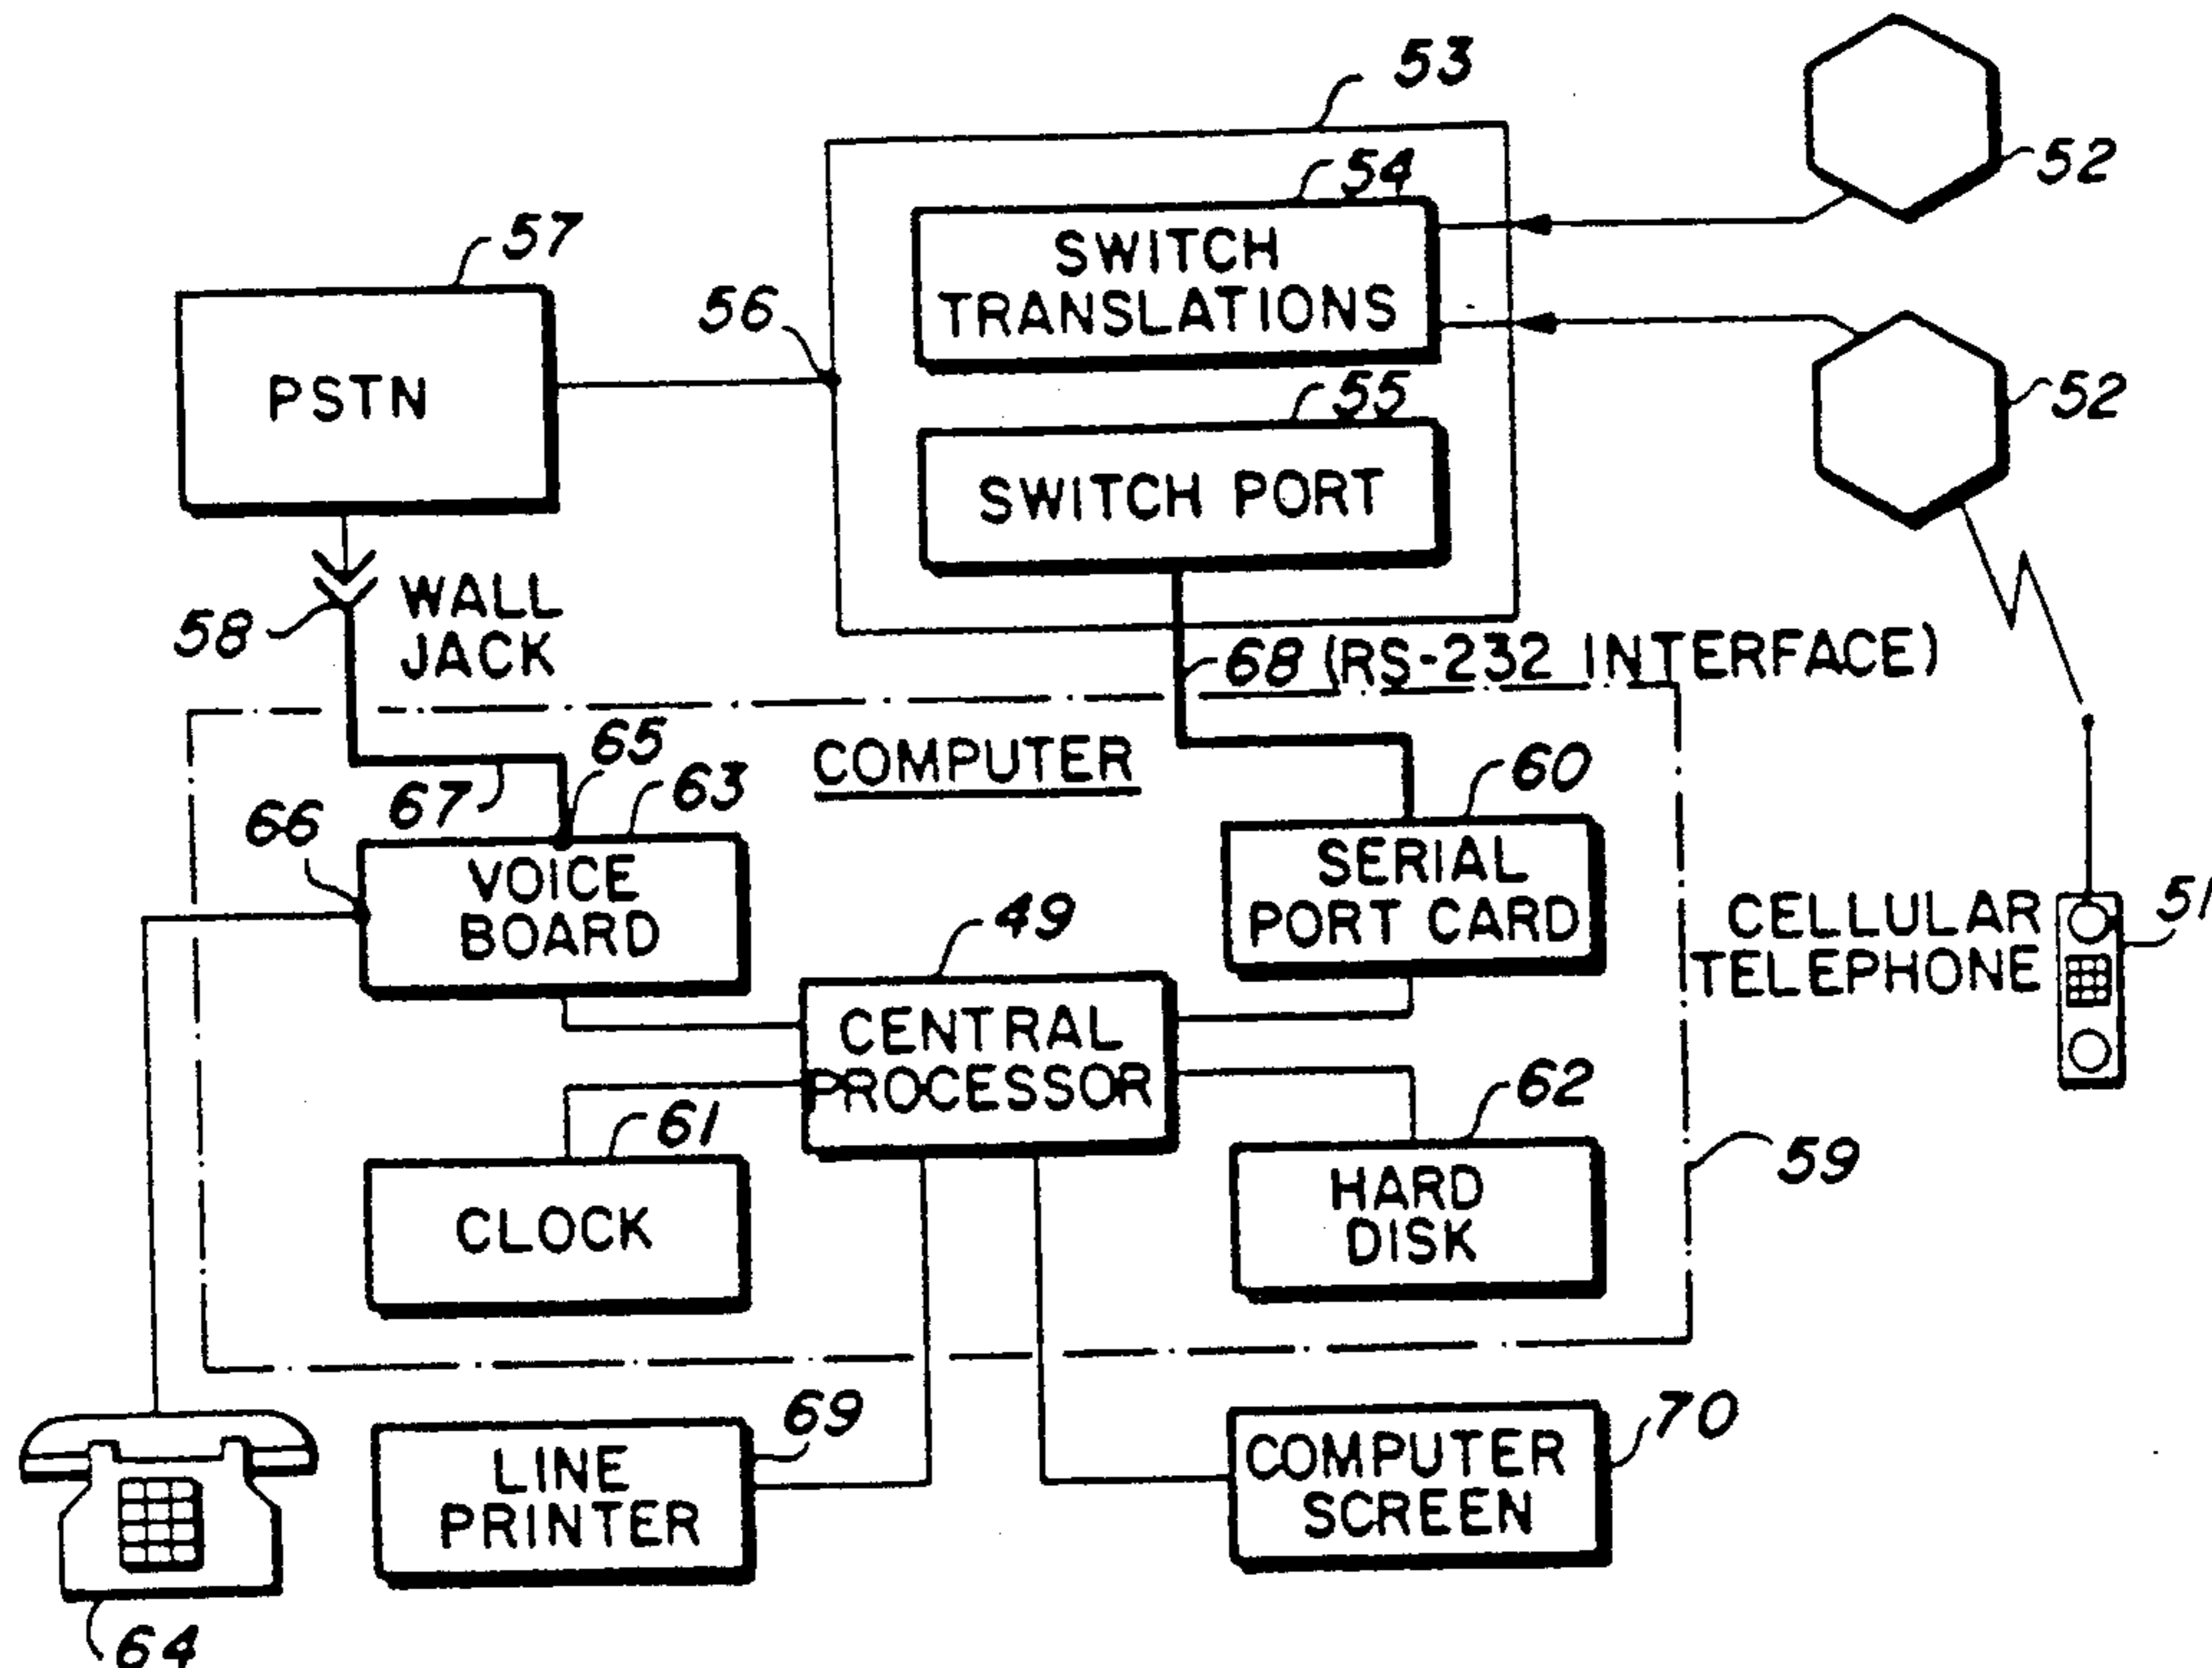 53
52
54
SWITCH
TRANSLATIONS
57
56
PSTN
52
55
SWITCH PORT
58
WALL
JACK
68 (RS-232 INTERFACE)
65
COMPUTER
60
63
67
66
VOICE
BOARD
SERIAL
PORT CARD
49
CELLULAR
TELEPHONE
51
CENTRAL
PROCESSOR
62
61
59
CLOCK
HARD
DISK
69
70
LINE
PRINTER
COMPUTER
SCREEN
64